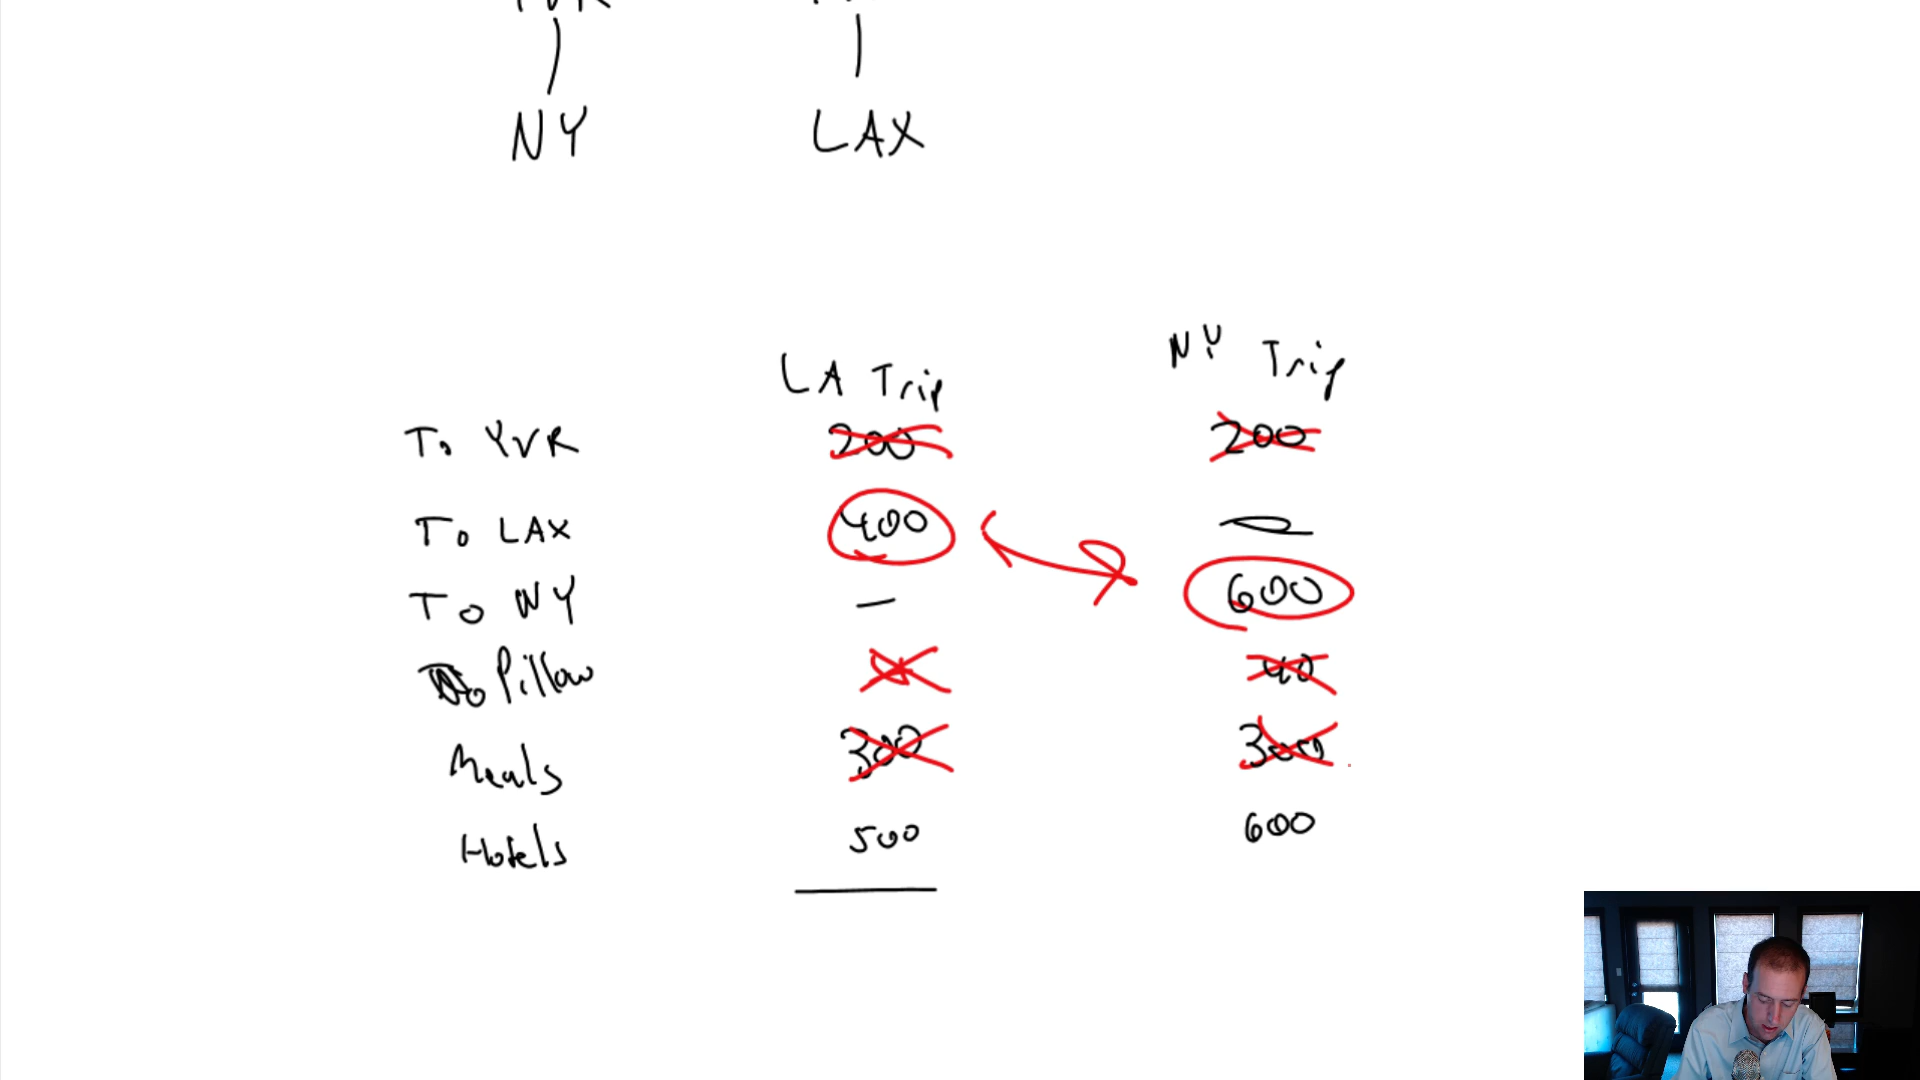 YVR
NY LAX
LA Trip NY Trip
To YVR 200 200
To LAX 400 —
To NY — 600
Pillow 40
Meals 300 300
Hotels 500 600